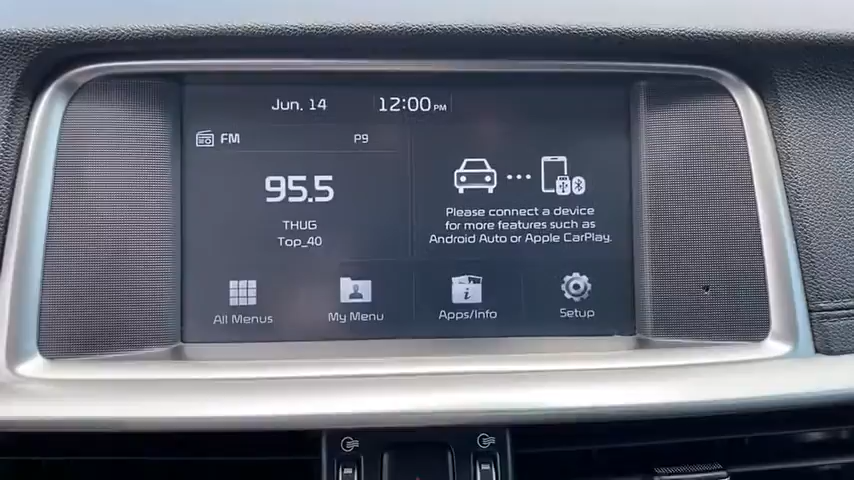 Jun. 14
12:00 PM
FM
P9
95.5
THUG
Top_40
Please connect a device
for more features such as
Android Auto or Apple CarPlay.
All Menus
My Menu
Apps/Info
Setup